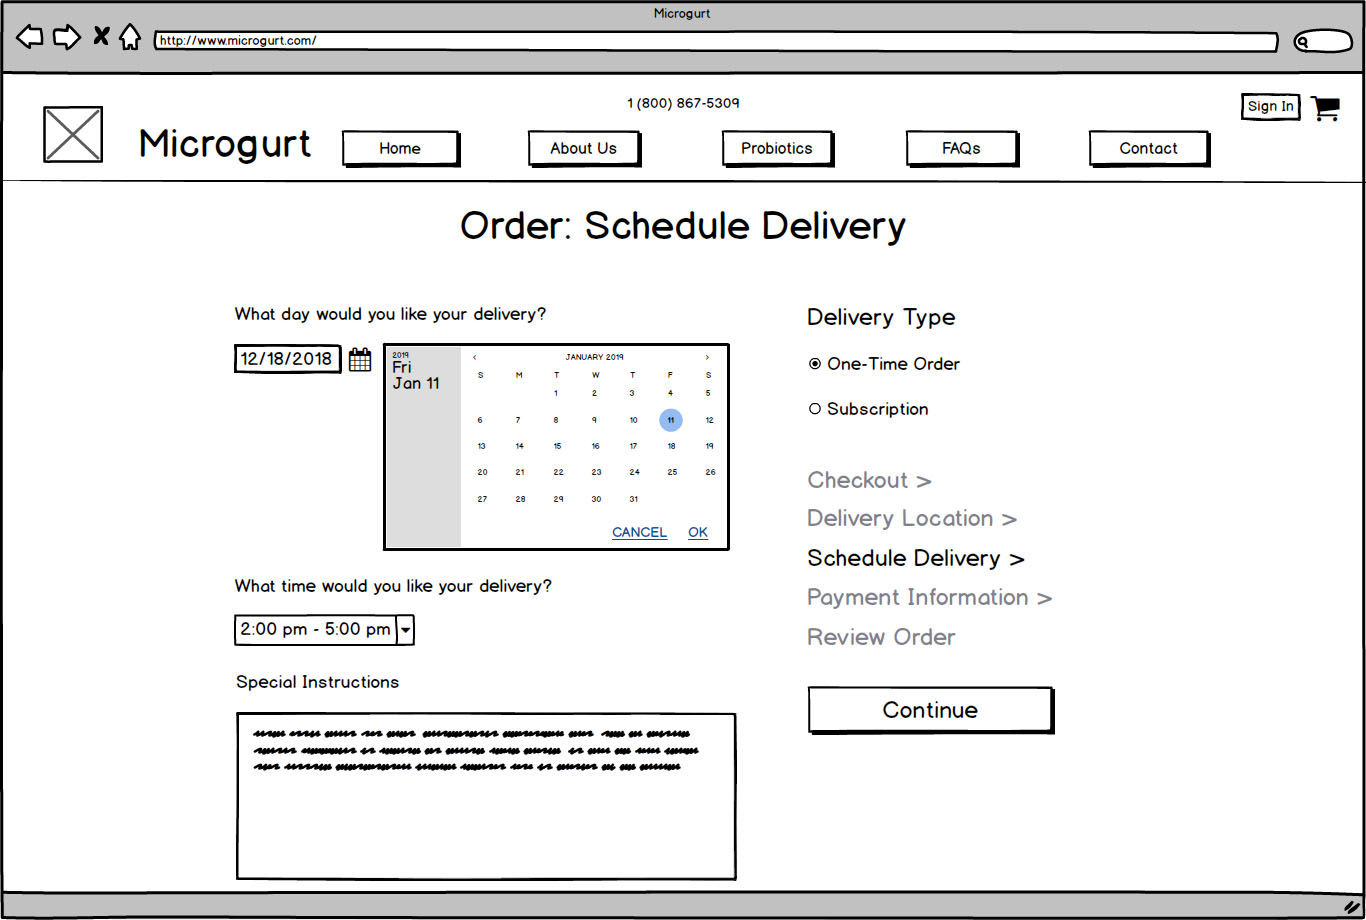 Microgurt
http://www.microgurt.com/
1 (800) 867-5309
Sign In
Microgurt
Home
About Us
Probiotics
FAQs
Contact
Order: Schedule Delivery
What day would you like your delivery?
12/18/2018
2019
Fri
Jan 11
< JANUARY 2019 >
S M T W T F S
1 2 3 4 5
6 7 8 9 10 11 12
13 14 15 16 17 18 19
20 21 22 23 24 25 26
27 28 29 30 31
CANCEL OK
What time would you like your delivery?
2:00 pm - 5:00 pm
Special Instructions
Delivery Type
One-Time Order
Subscription
Checkout >
Delivery Location >
Schedule Delivery >
Payment Information >
Review Order
Continue